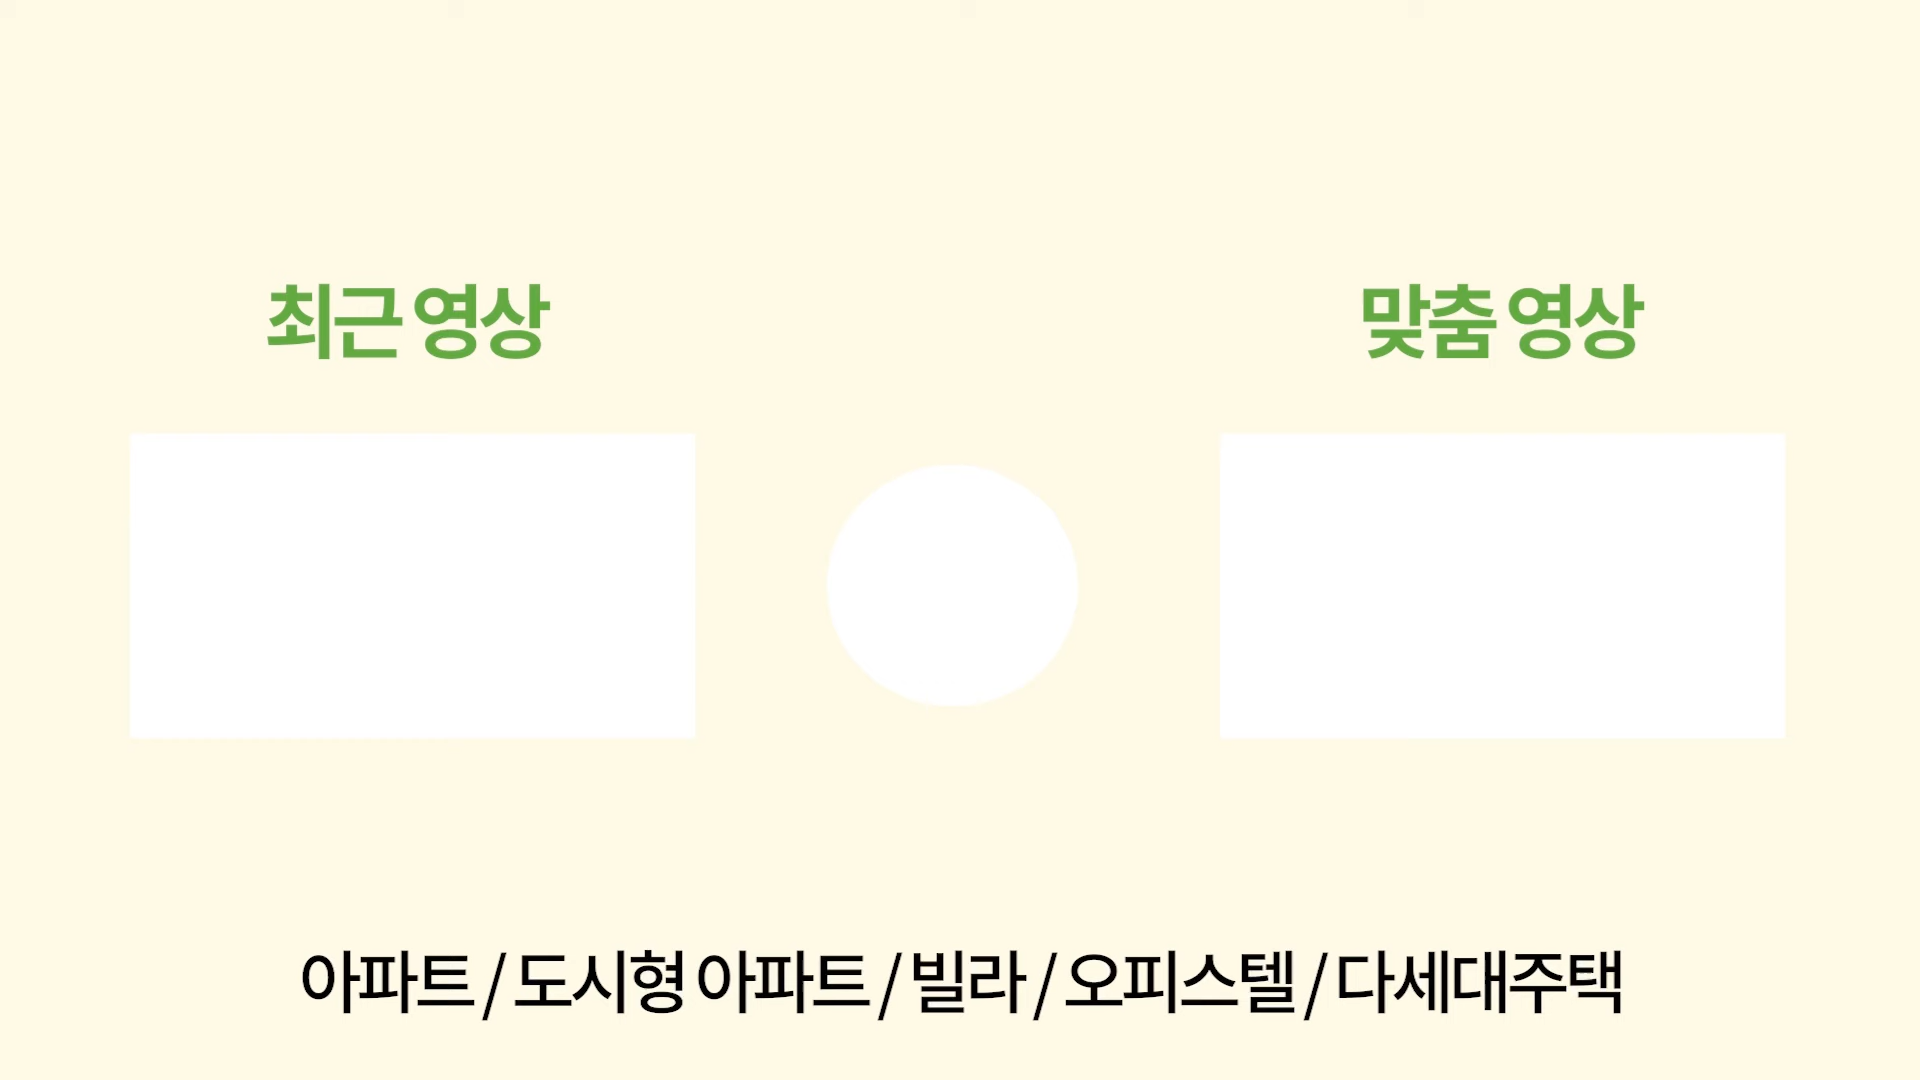 최근 영상
맞춤 영상
아파트 / 도시형 아파트 / 빌라 / 오피스텔 / 다세대주택